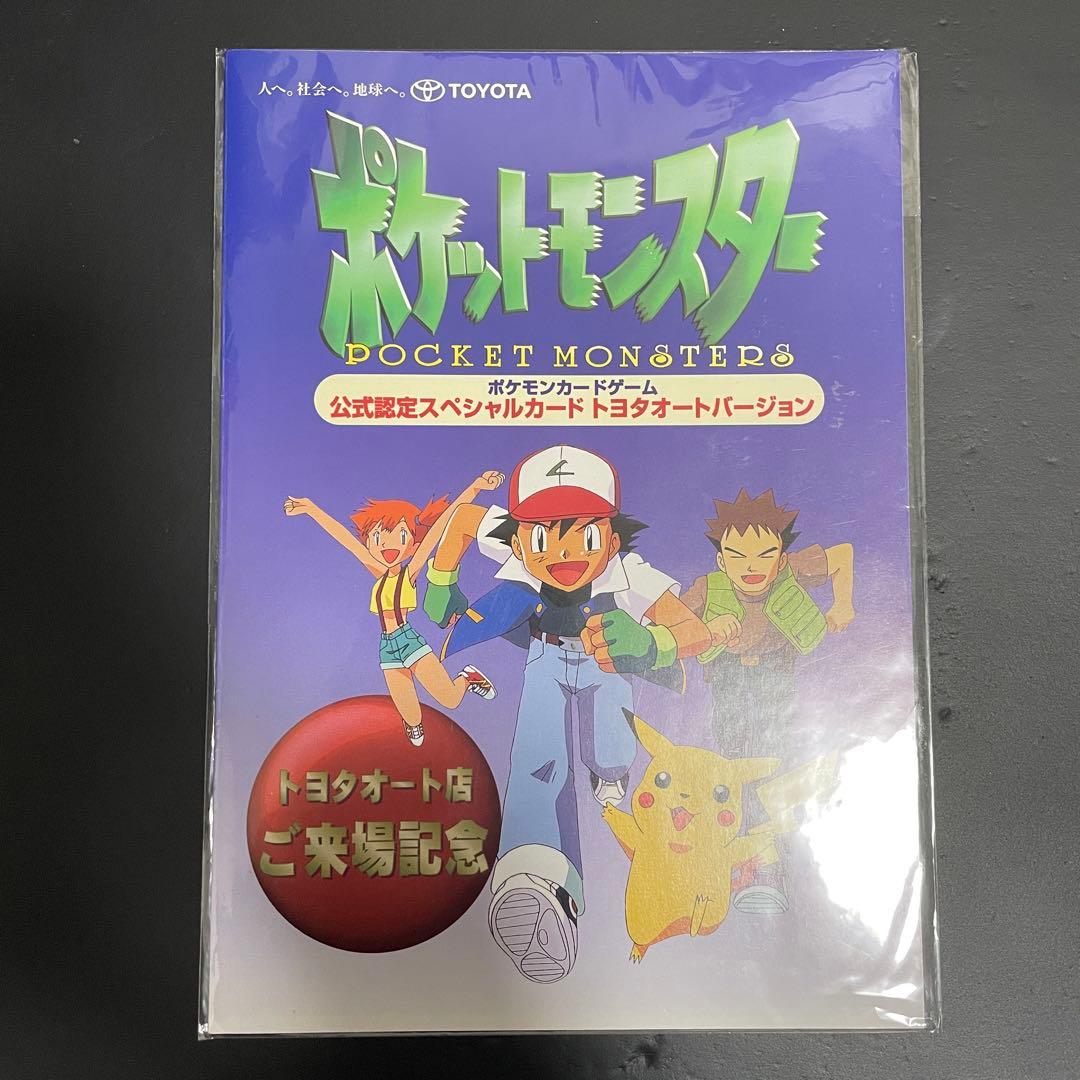 人へ。社会へ。地球へ。 TOYOTA
ポケットモンスター
POCKET MONSTERS
ポケモンカードゲーム
公式認定スペシャルカード トヨタオートバージョン
トヨタオート店
ご来場記念